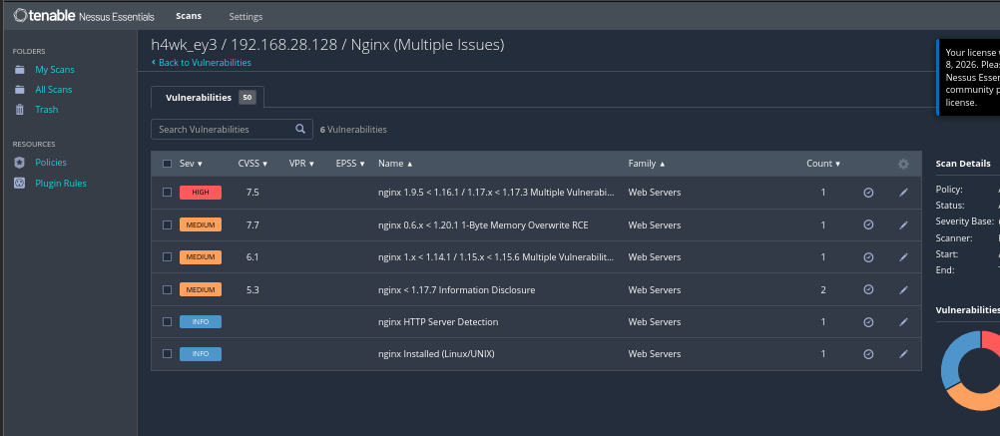 tenable Nessus Essentials Scans Settings
FOLDERS
My Scans
All Scans
Trash
RESOURCES
Policies
Plugin Rules
h4wk_ey3 / 192.168.28.128 / Nginx (Multiple Issues)
Back to Vulnerabilities
Vulnerabilities 50
Search Vulnerabilities 6 Vulnerabilities
Sev CVSS VPR EPSS Name Family Count
HIGH 7.5 nginx 1.9.5 < 1.16.1 / 1.17.x < 1.17.3 Multiple Vulnerabi... Web Servers 1
MEDIUM 7.7 nginx 0.6.x < 1.20.1 1-Byte Memory Overwrite RCE Web Servers 1
MEDIUM 6.1 nginx 1.x < 1.14.1 / 1.15.x < 1.15.6 Multiple Vulnerabilit... Web Servers 1
MEDIUM 5.3 nginx < 1.17.7 Information Disclosure Web Servers 2
INFO nginx HTTP Server Detection Web Servers 1
INFO nginx Installed (Linux/UNIX) Web Servers 1
Your license
8, 2026. Plea
Nessus Essen
community p
license.
Scan Details
Policy:
Status:
Severity Base:
Scanner:
Start:
End:
Vulnerabilities